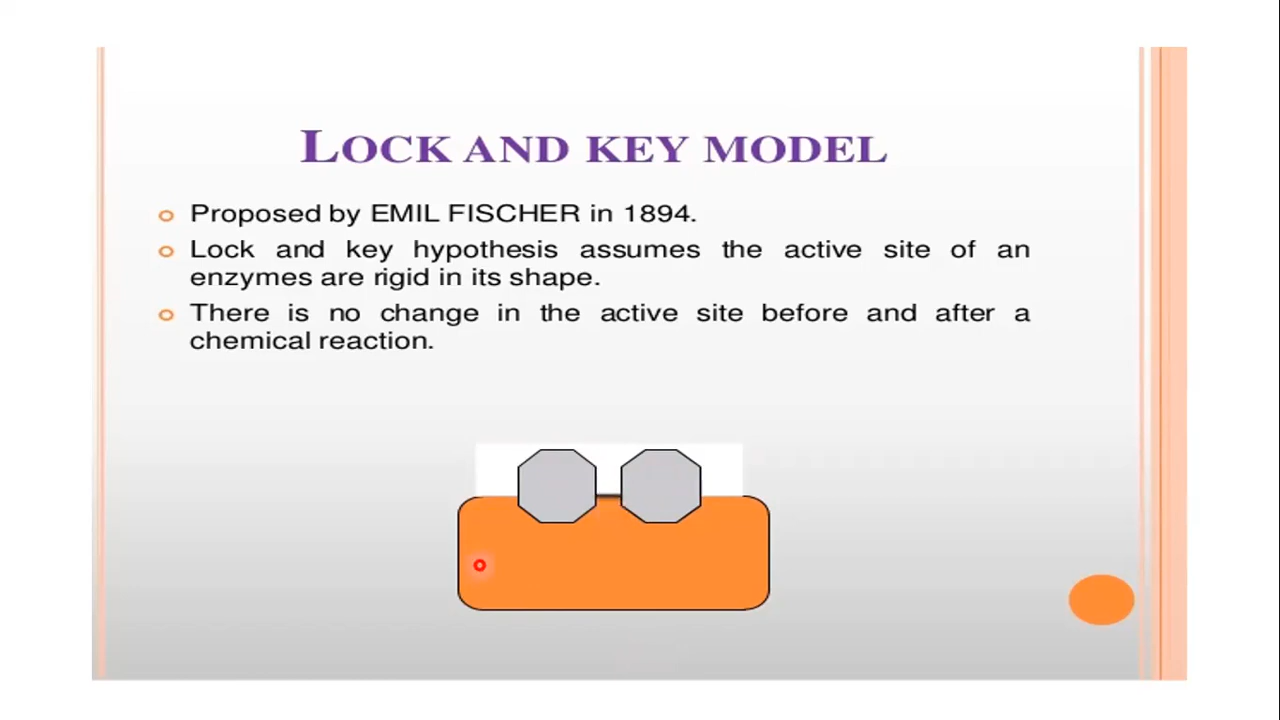 LOCK AND KEY MODEL
Proposed by EMIL FISCHER in 1894.
Lock and key hypothesis assumes the active site of an
enzymes are rigid in its shape.
There is no change in the active site before and after a
chemical reaction.